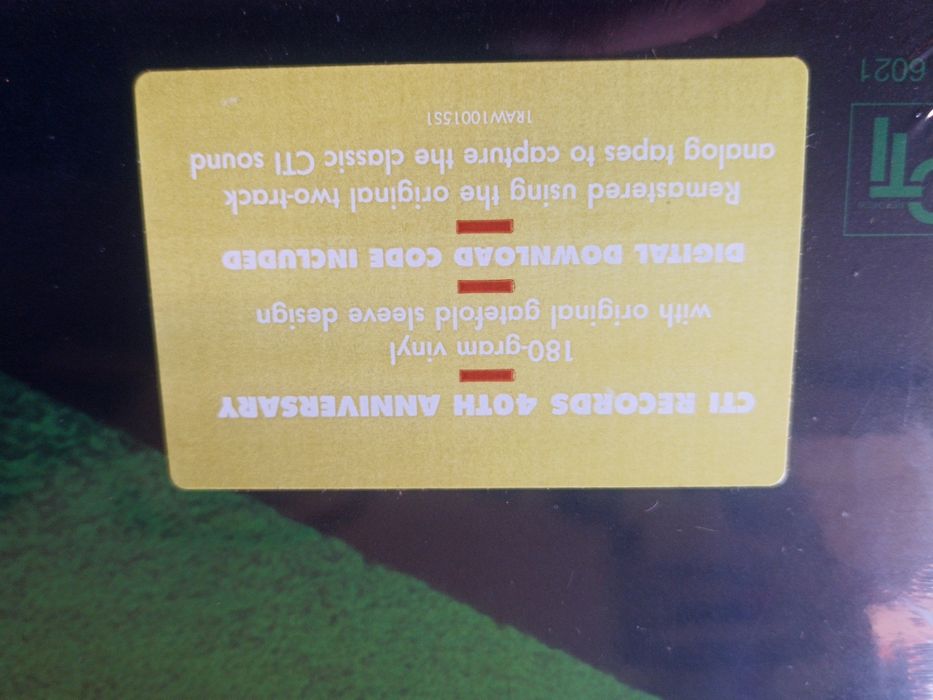 CTI RECORDS 40TH ANNIVERSARY
180-gram vinyl
with original gatefold sleeve design
DIGITAL DOWNLOAD CODE INCLUDED
Remastered using the original two-track
analog tapes to capture the classic CTI sound
1RAW10015S1
CTI
6021